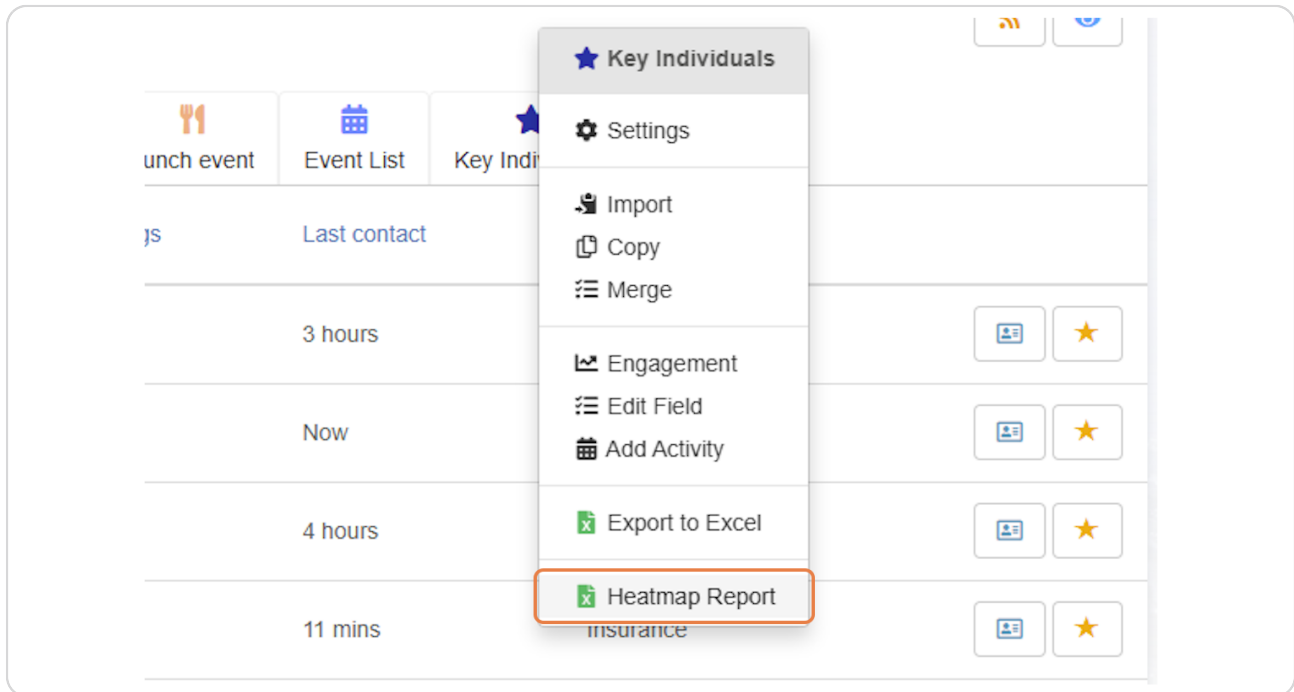 Key Individuals
Settings
unch event
Event List
Key Indi
Import
gs
Last contact
Copy
Merge
3 hours
Engagement
Edit Field
Now
Add Activity
4 hours
Export to Excel
Heatmap Report
11 mins
Insurance